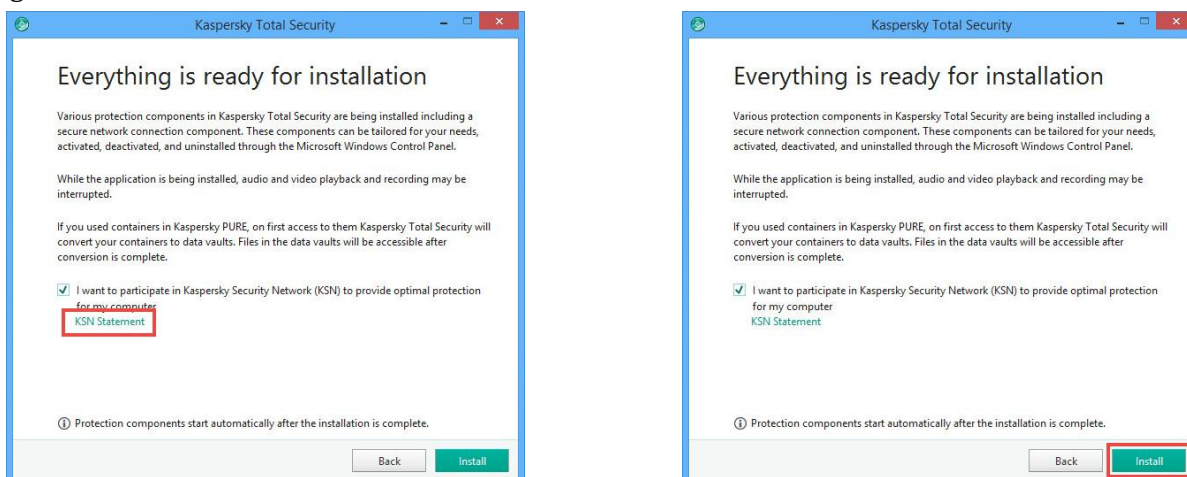 Kaspersky Total Security
Everything is ready for installation
Various protection components in Kaspersky Total Security are being installed including a
secure network connection component. These components can be tailored for your needs,
activated, deactivated, and uninstalled through the Microsoft Windows Control Panel.
While the application is being installed, audio and video playback and recording may be
interrupted.
If you used containers in Kaspersky PURE, on first access to them Kaspersky Total Security will
convert your containers to data vaults. Files in the data vaults will be accessible after
conversion is complete.
I want to participate in Kaspersky Security Network (KSN) to provide optimal protection
for my computer
KSN Statement
Protection components start automatically after the installation is complete.
Back
Install
Kaspersky Total Security
Everything is ready for installation
Various protection components in Kaspersky Total Security are being installed including a
secure network connection component. These components can be tailored for your needs,
activated, deactivated, and uninstalled through the Microsoft Windows Control Panel.
While the application is being installed, audio and video playback and recording may be
interrupted.
If you used containers in Kaspersky PURE, on first access to them Kaspersky Total Security will
convert your containers to data vaults. Files in the data vaults will be accessible after
conversion is complete.
I want to participate in Kaspersky Security Network (KSN) to provide optimal protection
for my computer
KSN Statement
Protection components start automatically after the installation is complete.
Back
Install